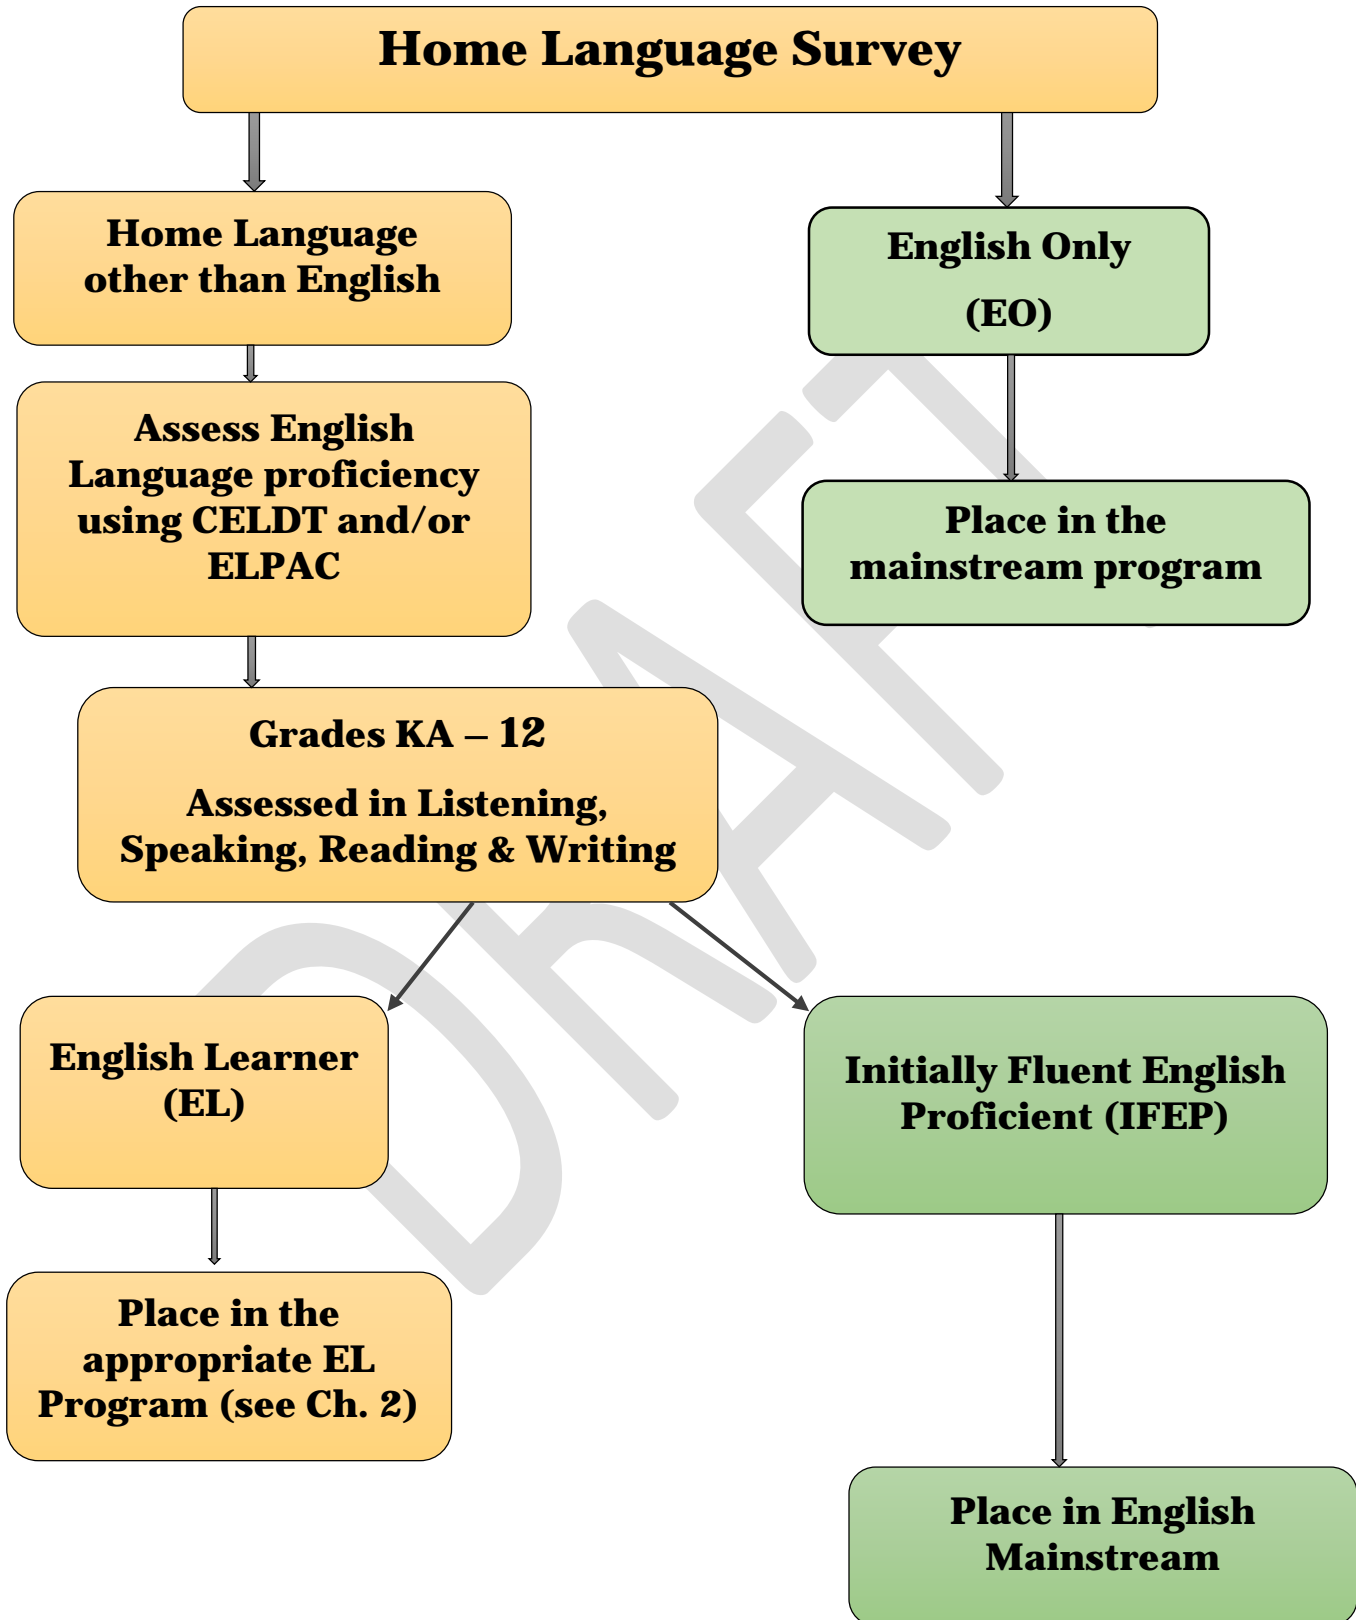 Home Language Survey
Home Language
other than English
English Only
(EO)
Assess English
Language proficiency
using CELDT and/or
ELPAC
Place in the
mainstream program
Grades KA – 12
Assessed in Listening,
Speaking, Reading & Writing
English Learner
(EL)
Initially Fluent English
Proficient (IFEP)
Place in the
appropriate EL
Program (see Ch. 2)
Place in English
Mainstream
DRAFT